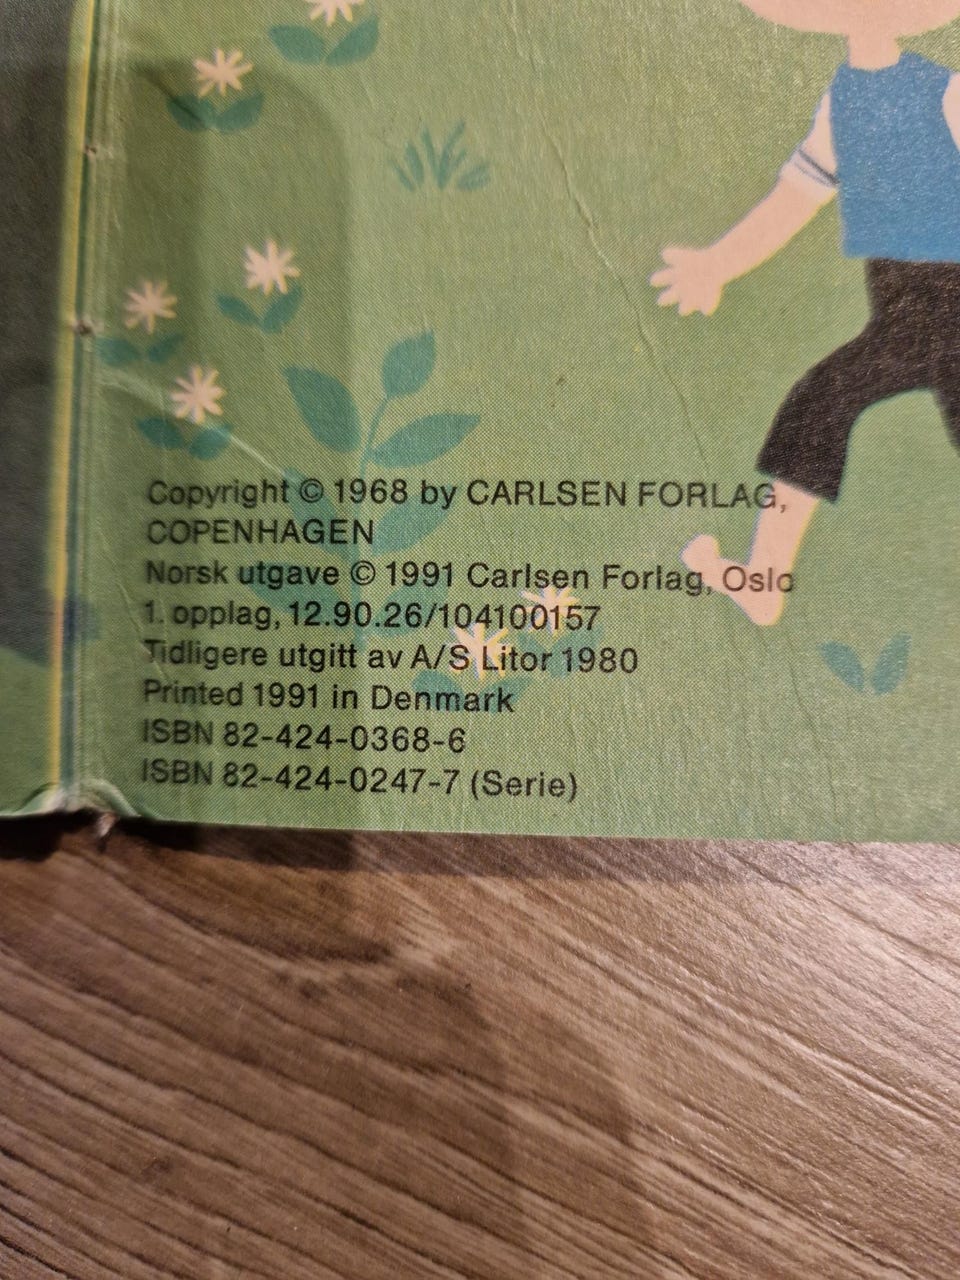 Copyright © 1968 by CARLSEN FORLAG,
COPENHAGEN
Norsk utgave © 1991 Carlsen Forlag, Oslo
1. opplag, 12.90.26/104100157
Tidligere utgitt av A/S Litor 1980
Printed 1991 in Denmark
ISBN 82-424-0368-6
ISBN 82-424-0247-7 (Serie)